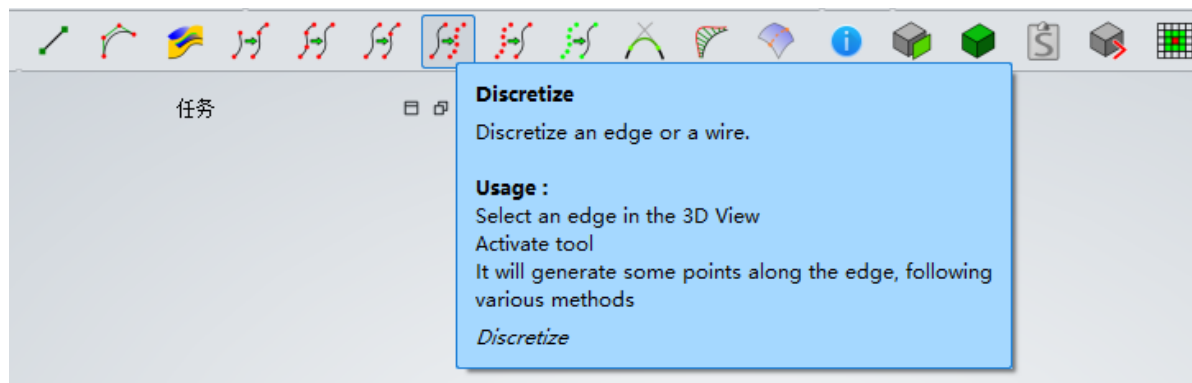 任务
Discretize
Discretize an edge or a wire.
Usage :
Select an edge in the 3D View
Activate tool
It will generate some points along the edge, following
various methods
Discretize